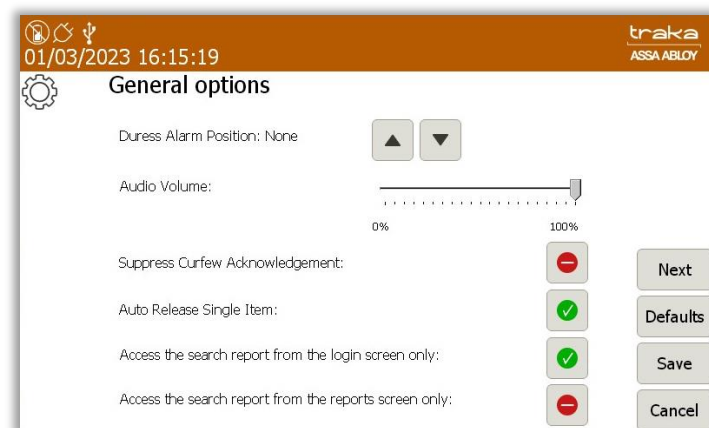 traka
01/03/2023 16:15:19
ASSA ABLOY
General options
Duress Alarm Position: None
Audio Volume:
0% 100%
Suppress Curfew Acknowledgement:
Next
Auto Release Single Item:
Defaults
Access the search report from the login screen only:
Save
Access the search report from the reports screen only:
Cancel